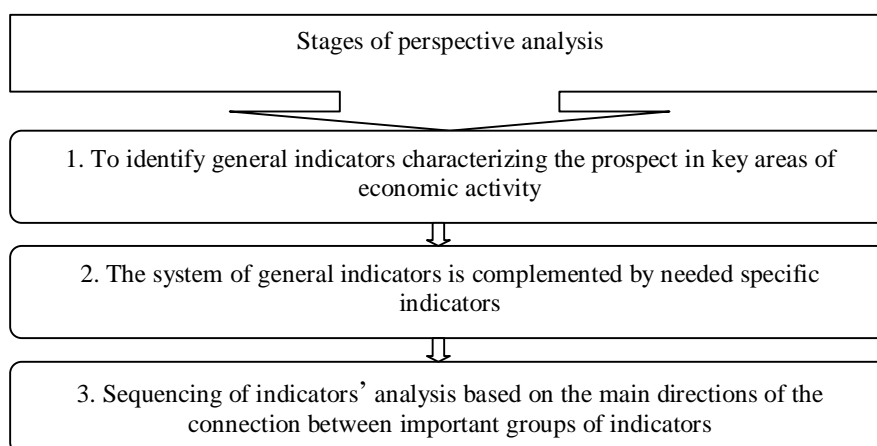 Stages of perspective analysis
1. To identify general indicators characterizing the prospect in key areas of
economic activity
2. The system of general indicators is complemented by needed specific
indicators
3. Sequencing of indicators’ analysis based on the main directions of the
connection between important groups of indicators